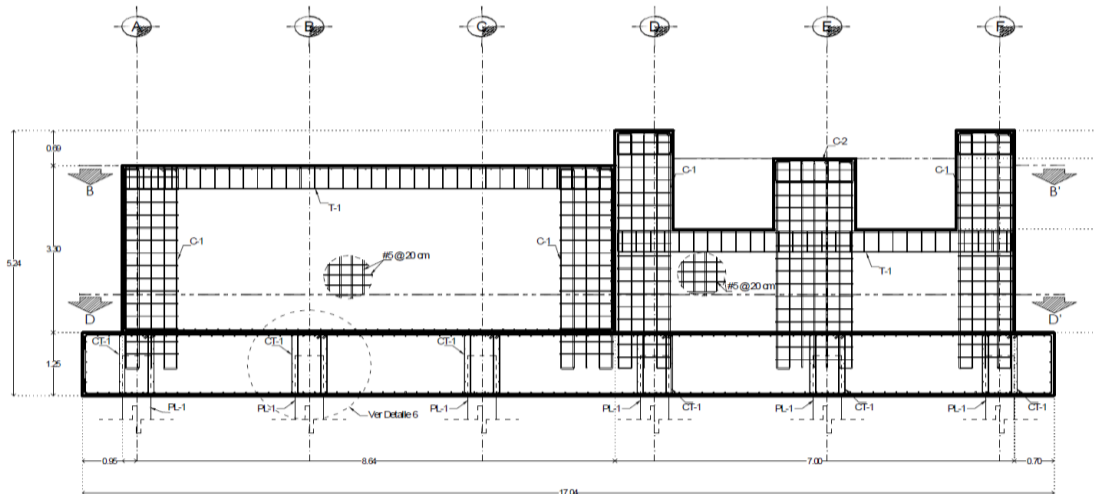 A B C D E F
0.69
B
B'
C-2
C-1
C-1
T-1
C-1
C-1
3.30
5.24
#5 @ 20 cm
T-1
#5 @ 20 cm
D
D'
CT-1
CT-1
CT-1
1.25
PL-1
PL-1
Ver Detalle 6
PL-1
PL-1
CT-1
PL-1
CT-1
PL-1
CT-1
0.95
8.64
7.00
0.70
17.04